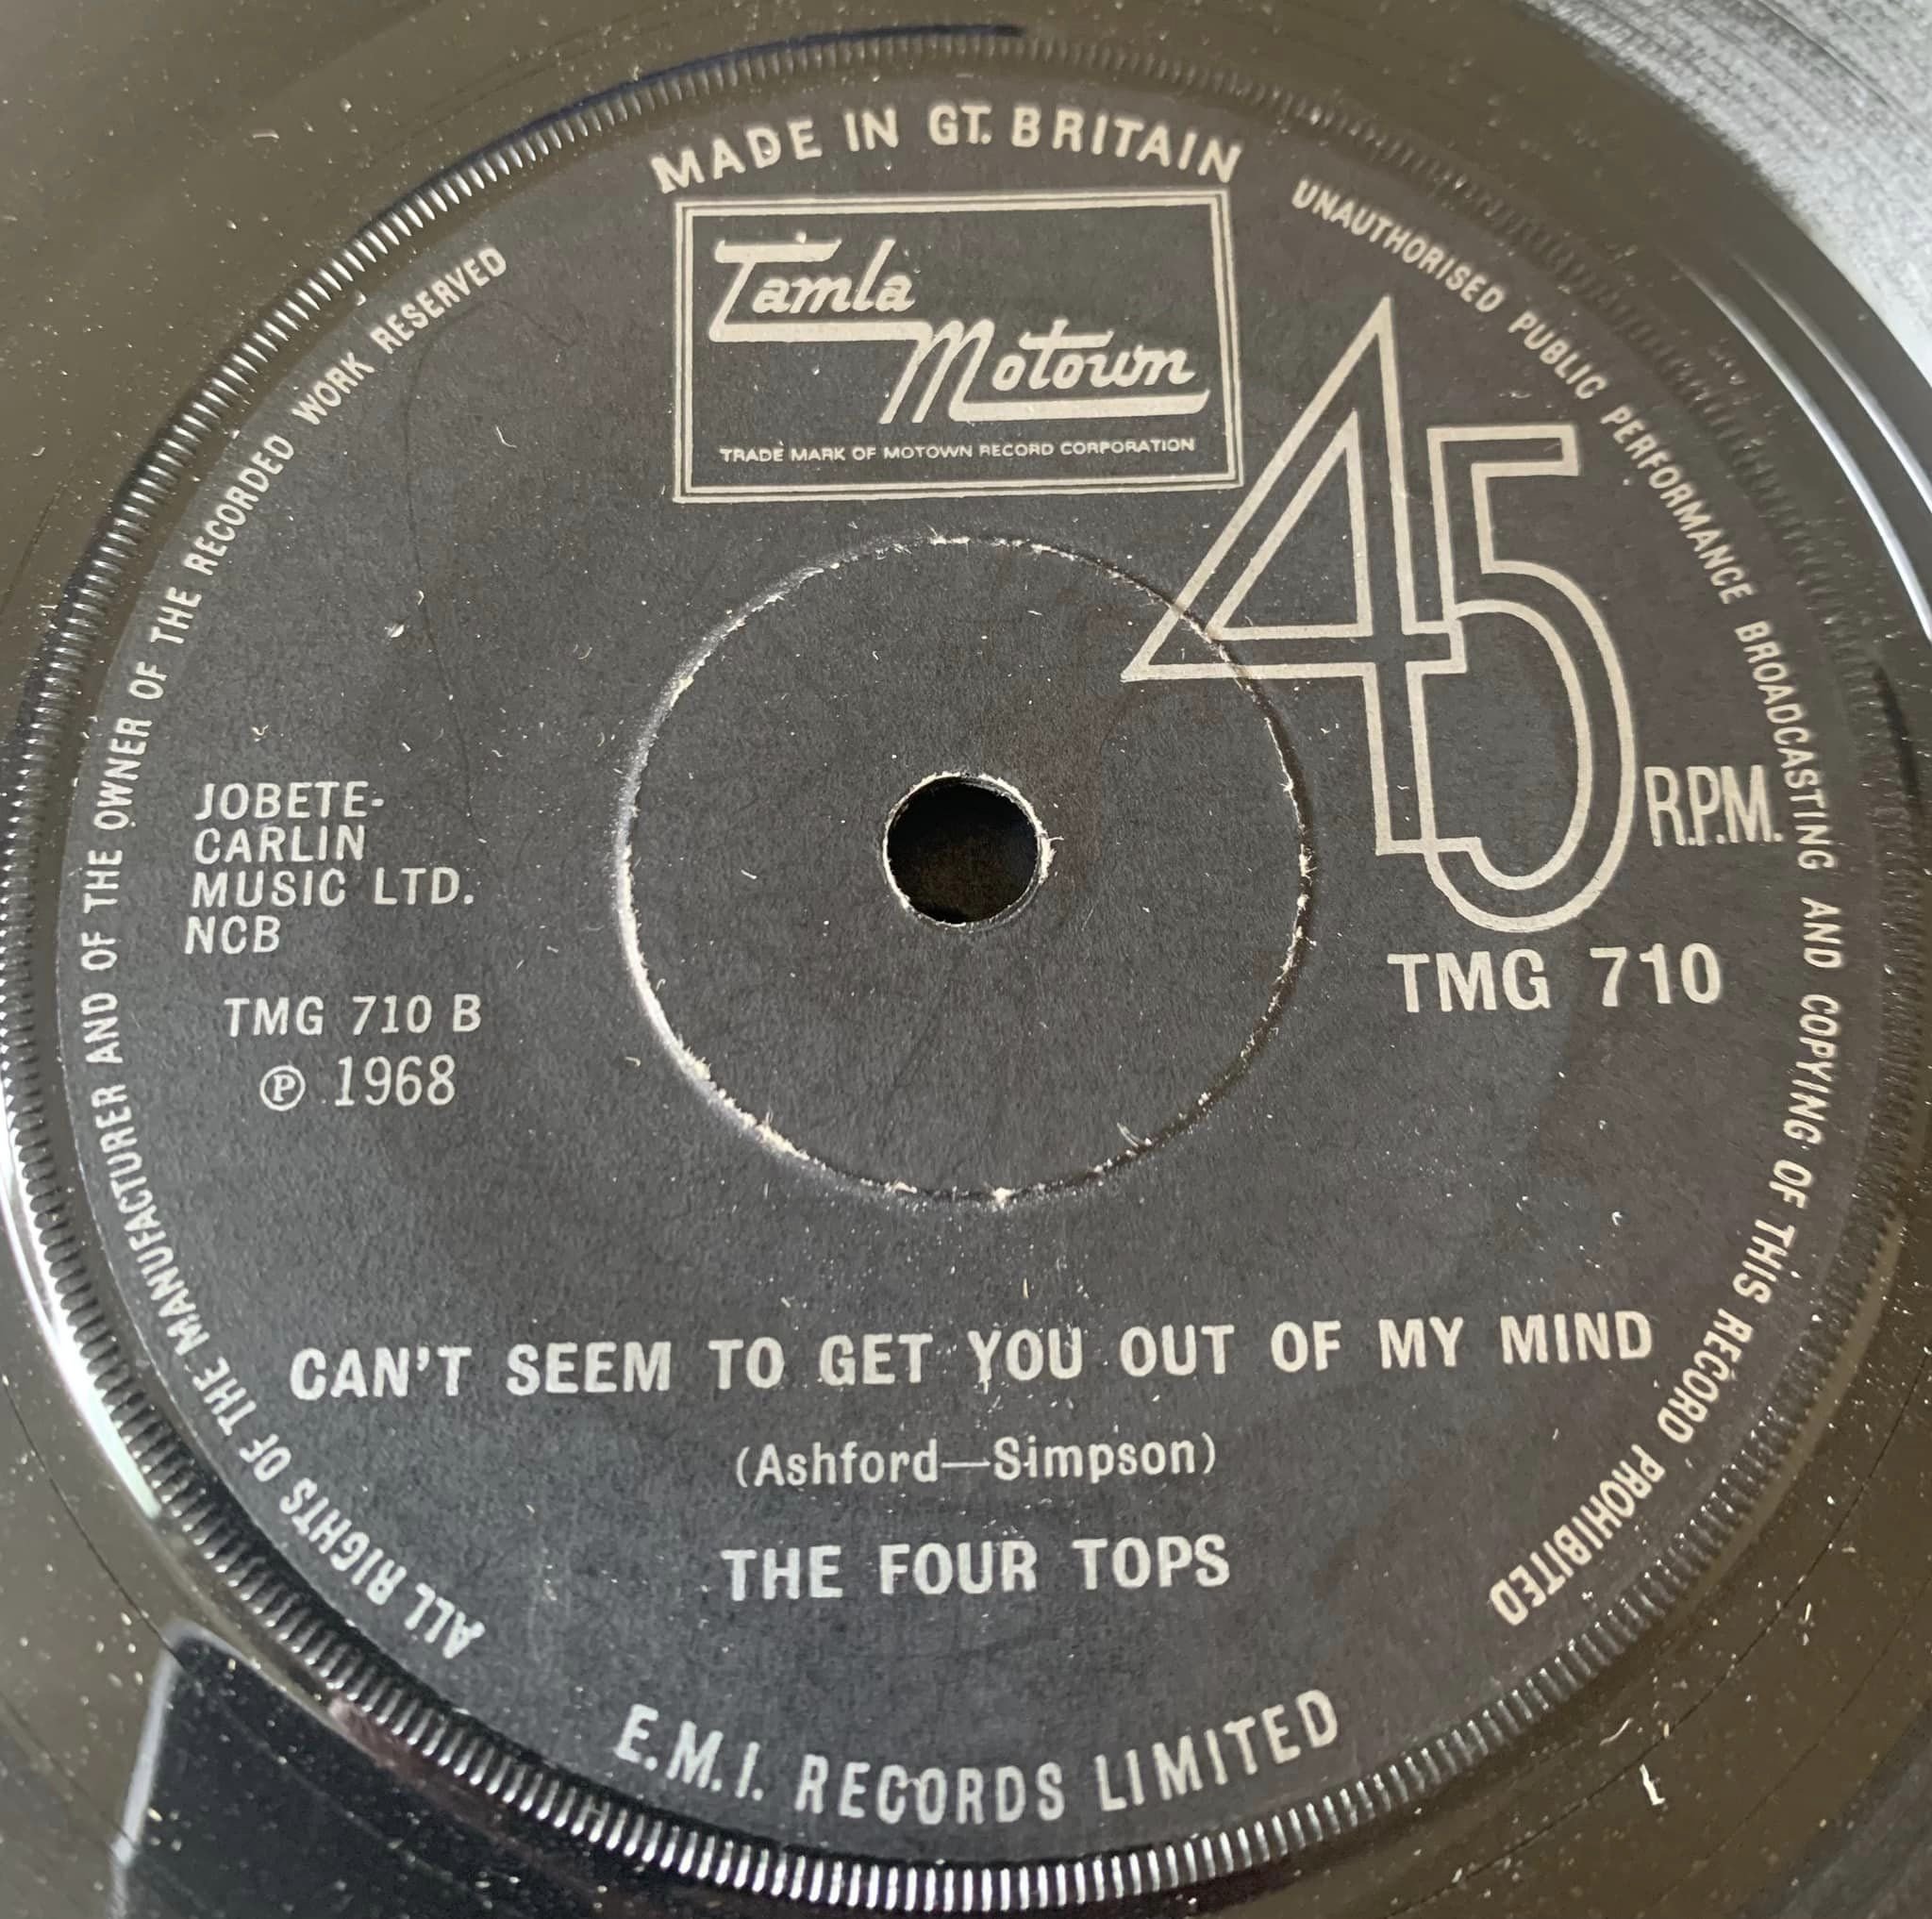 MADE IN GT. BRITAIN
Tamla
Motown
TRADE MARK OF MOTOWN RECORD CORPORATION
UNAUTHORISED PUBLIC PERFORMANCE BROADCASTING AND COPYING OF THIS RECORD PROHIBITED
ALL RIGHTS OF THE MANUFACTURER AND OF THE OWNER OF THE RECORDED WORK RESERVED
45 R.P.M.
JOBETE-
CARLIN
MUSIC LTD.
NCB
TMG 710 B
℗ 1968
TMG 710
CAN'T SEEM TO GET YOU OUT OF MY MIND
(Ashford—Simpson)
THE FOUR TOPS
E.M.I. RECORDS LIMITED